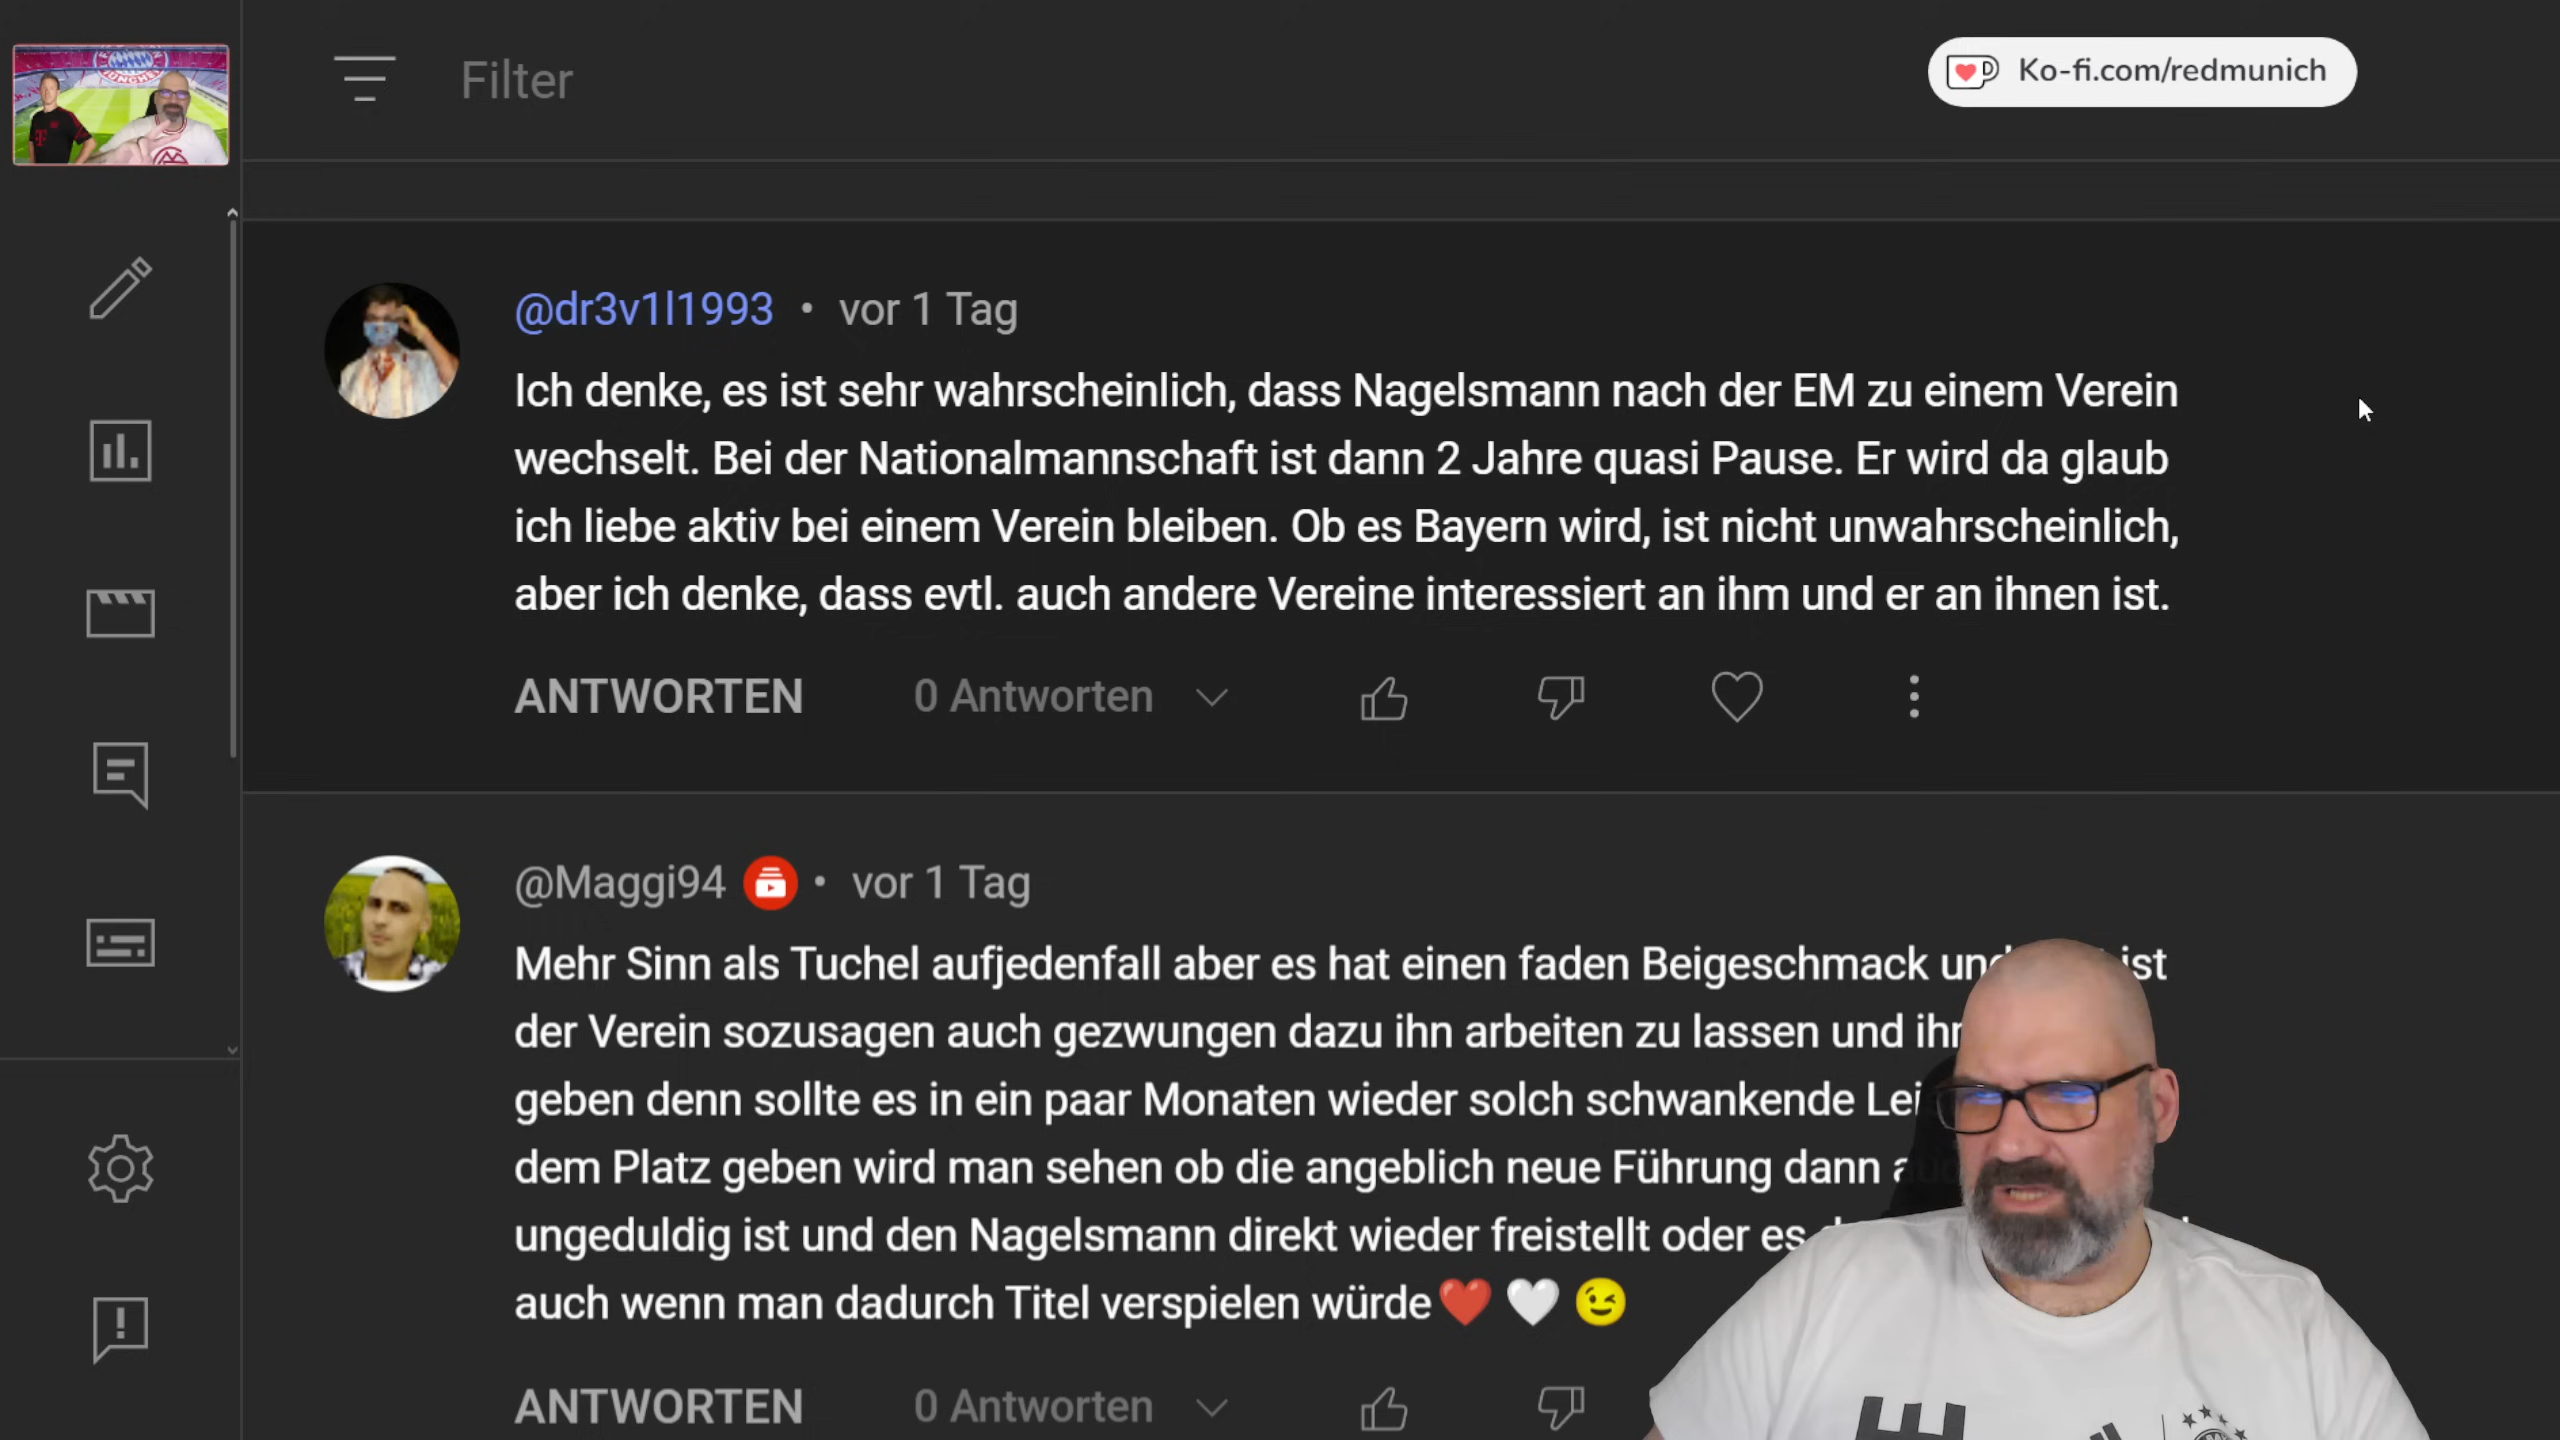 Filter
Ko-fi.com/redmunich
@dr3v1l1993 • vor 1 Tag
Ich denke, es ist sehr wahrscheinlich, dass Nagelsmann nach der EM zu einem Verein
wechselt. Bei der Nationalmannschaft ist dann 2 Jahre quasi Pause. Er wird da glaub
ich liebe aktiv bei einem Verein bleiben. Ob es Bayern wird, ist nicht unwahrscheinlich,
aber ich denke, dass evtl. auch andere Vereine interessiert an ihm und er an ihnen ist.
ANTWORTEN 0 Antworten
@Maggi94 • vor 1 Tag
Mehr Sinn als Tuchel aufjedenfall aber es hat einen faden Beigeschmack ist
der Verein sozusagen auch gezwungen dazu ihn arbeiten zu lassen und
geben denn sollte es in ein paar Monaten wieder solch schwankende
dem Platz geben wird man sehen ob die angeblich neue Führung dann
ungeduldig ist und den Nagelsmann direkt wieder freistellt oder es
auch wenn man dadurch Titel verspielen würde❤️🤍😉
ANTWORTEN 0 Antworten